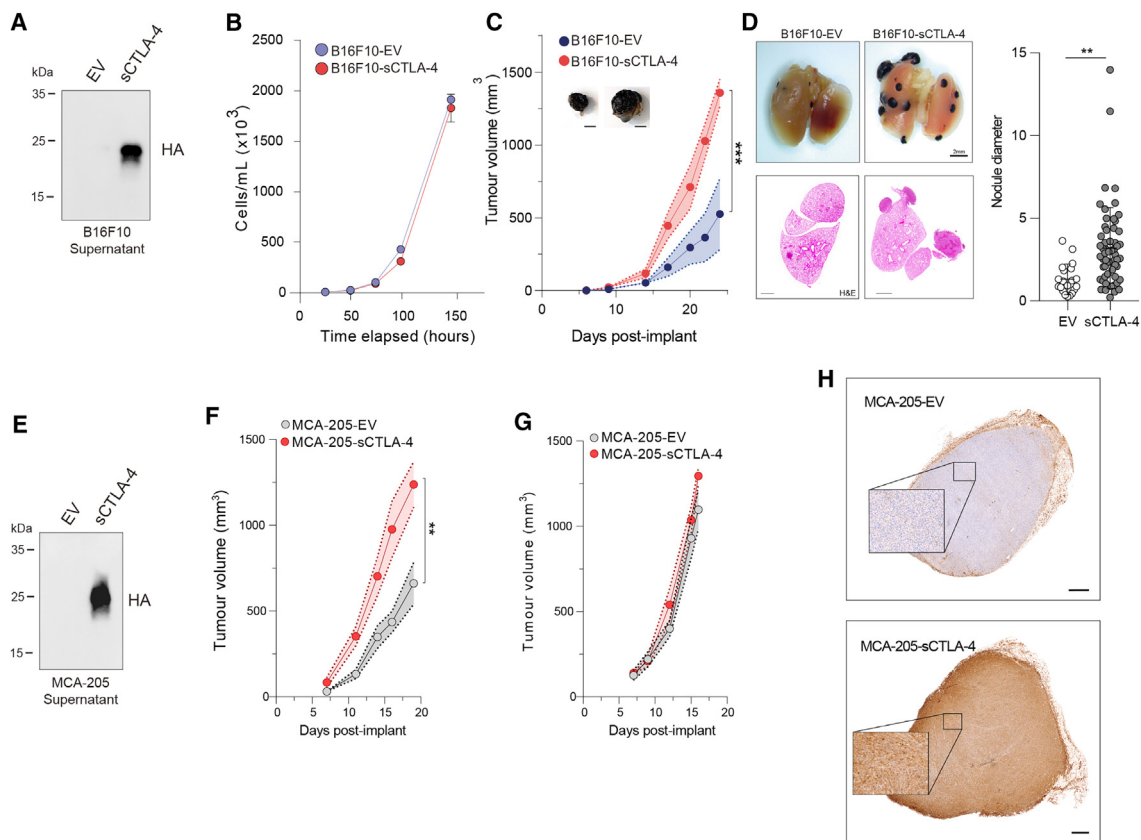 A
EV
sCTLA-4
kDa
35
25
15
HA
B16F10
Supernatant
B
B16F10-EV
B16F10-sCTLA-4
Cells/mL (x10³)
2500
2000
1500
1000
500
0
0
50
100
150
Time elapsed (hours)
C
B16F10-EV
B16F10-sCTLA-4
Tumour volume (mm³)
1500
1000
500
0
0
10
20
***
Days post-implant
D
B16F10-EV
B16F10-sCTLA-4
2mm
H&E
Nodule diameter
15
10
5
0
**
EV
sCTLA-4
E
EV
sCTLA-4
kDa
35
25
15
HA
MCA-205
Supernatant
F
MCA-205-EV
MCA-205-sCTLA-4
Tumour volume (mm³)
1500
1000
500
0
0
5
10
15
20
**
Days post-implant
G
MCA-205-EV
MCA-205-sCTLA-4
Tumour volume (mm³)
1500
1000
500
0
0
5
10
15
20
Days post-implant
H
MCA-205-EV
MCA-205-sCTLA-4